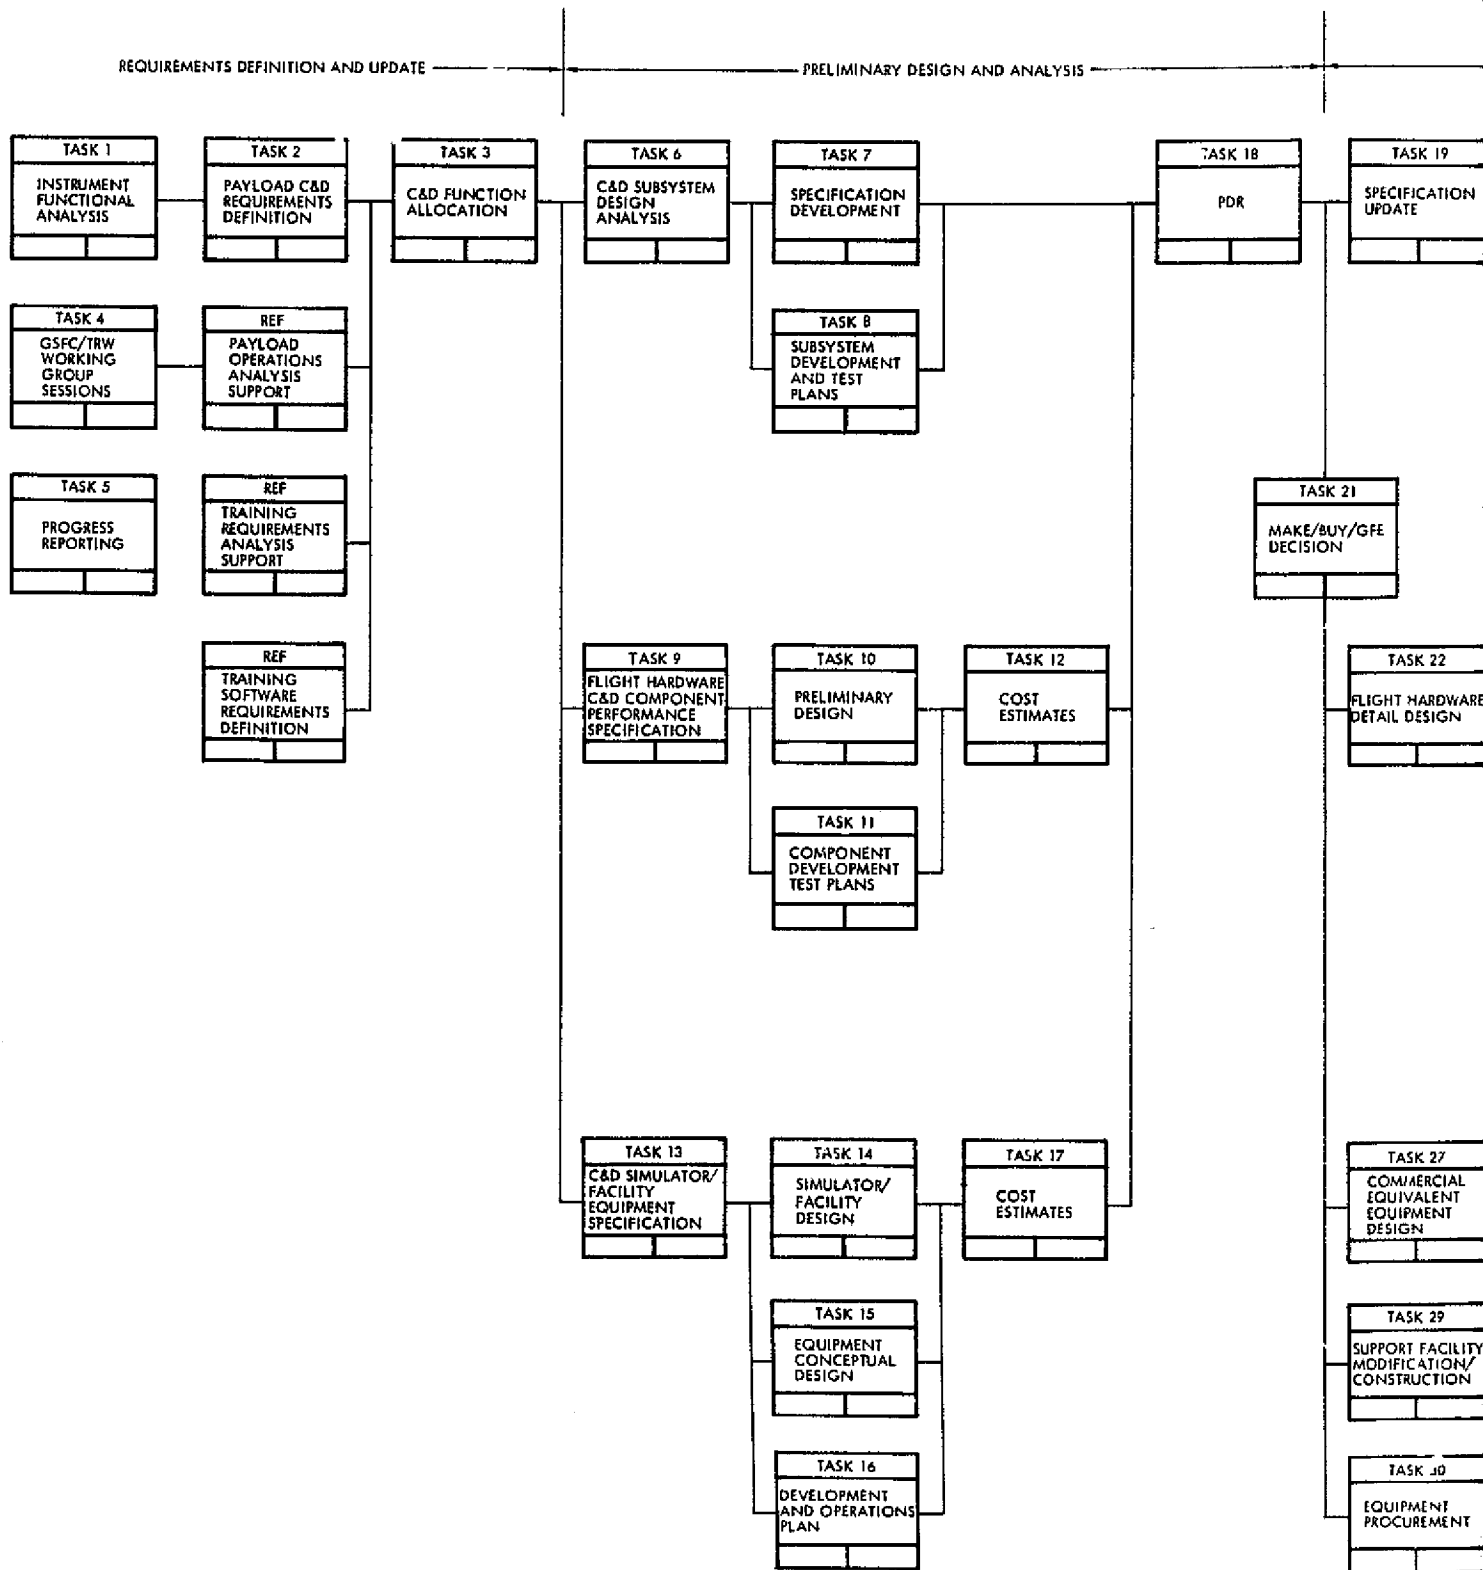 REQUIREMENTS DEFINITION AND UPDATE
PRELIMINARY DESIGN AND ANALYSIS
TASK 1
INSTRUMENT
FUNCTIONAL
ANALYSIS
TASK 2
PAYLOAD C&D
REQUIREMENTS
DEFINITION
TASK 3
C&D FUNCTION
ALLOCATION
TASK 6
C&D SUBSYSTEM
DESIGN
ANALYSIS
TASK 7
SPECIFICATION
DEVELOPMENT
TASK 18
PDR
TASK 19
SPECIFICATION
UPDATE
TASK 4
GSFC/TRW
WORKING
GROUP
SESSIONS
REF
PAYLOAD
OPERATIONS
ANALYSIS
SUPPORT
TASK 8
SUBSYSTEM
DEVELOPMENT
AND TEST
PLANS
TASK 5
PROGRESS
REPORTING
REF
TRAINING
REQUIREMENTS
ANALYSIS
SUPPORT
TASK 21
MAKE/BUY/GFE
DECISION
REF
TRAINING
SOFTWARE
REQUIREMENTS
DEFINITION
TASK 9
FLIGHT HARDWARE
C&D COMPONENT
PERFORMANCE
SPECIFICATION
TASK 10
PRELIMINARY
DESIGN
TASK 12
COST
ESTIMATES
TASK 22
FLIGHT HARDWARE
DETAIL DESIGN
TASK 11
COMPONENT
DEVELOPMENT
TEST PLANS
TASK 13
C&D SIMULATOR/
FACILITY
EQUIPMENT
SPECIFICATION
TASK 14
SIMULATOR/
FACILITY
DESIGN
TASK 17
COST
ESTIMATES
TASK 27
COMMERCIAL
EQUIVALENT
EQUIPMENT
DESIGN
TASK 15
EQUIPMENT
CONCEPTUAL
DESIGN
TASK 29
SUPPORT FACILITY
MODIFICATION/
CONSTRUCTION
TASK 16
DEVELOPMENT
AND OPERATIONS
PLAN
TASK 30
EQUIPMENT
PROCUREMENT